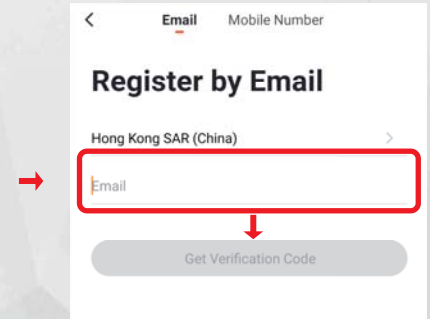 Email Mobile Number
Register by Email
Hong Kong SAR (China)
Email
Get Verification Code